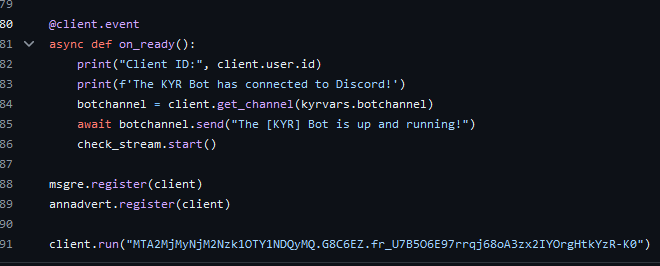 79
80 @client.event
81 async def on_ready():
82 print("Client ID:", client.user.id)
83 print(f'The KYR Bot has connected to Discord!')
84 botchannel = client.get_channel(kyrvars.botchannel)
85 await botchannel.send("The [KYR] Bot is up and running!")
86 check_stream.start()
87
88 msgre.register(client)
89 annadvert.register(client)
90
91 client.run("MTA2MjMyNjM2Nzk1OTY1NDQyMQ.G8C6EZ.fr_U7B5O6E97rrqj68oA3zx2IYOrgHtkYzR-K0")